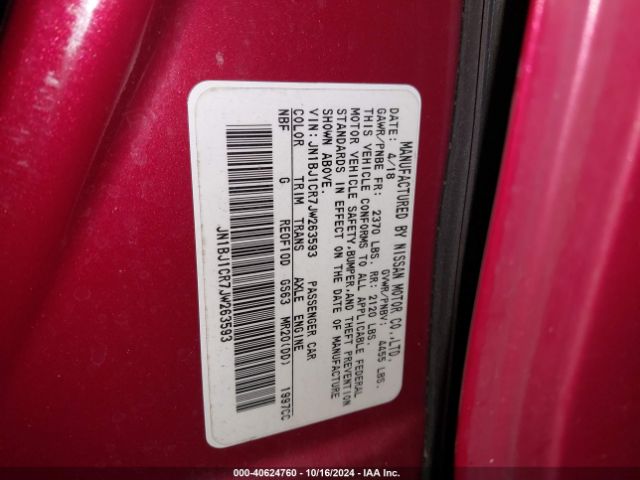 MANUFACTURED BY NISSAN MOTOR CO.,LTD.
DATE: 4/18 GVWR/PNBV: 4455 LBS.
GAWR/PNBE FR: 2370 LBS. RR: 2120 LBS.
THIS VEHICLE CONFORMS TO ALL APPLICABLE FEDERAL
MOTOR VEHICLE SAFETY,BUMPER,AND THEFT PREVENTION
STANDARDS IN EFFECT ON THE DATE OF MANUFACTURE
SHOWN ABOVE.
VIN: JN1BJ1CR7JW263593 PASSENGER CAR
COLOR TRIM TRANS AXLE ENGINE
NBF G RE0F10D GS63 MR20(DD) 1997CC
JN1BJ1CR7JW263593
000-40624760 | 10/16/2024 | IAA Inc.